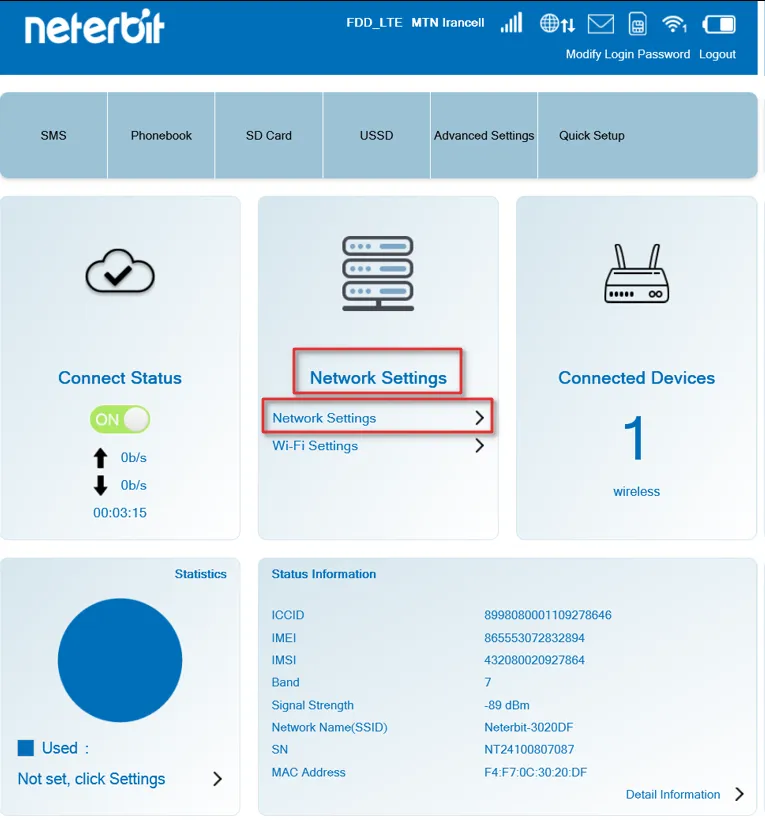 neterbit
FDD_LTE MTN Irancell
1
Modify Login Password Logout
SMS
Phonebook
SD Card
USSD
Advanced Settings
Quick Setup
Connect Status
ON
0b/s
0b/s
00:03:15
Network Settings
Network Settings
Wi-Fi Settings
Connected Devices
1
wireless
Statistics
Used :
Not set, click Settings
Status Information
ICCID 8998080001109278646
IMEI 865553072832894
IMSI 432080020927864
Band 7
Signal Strength -89 dBm
Network Name(SSID) Neterbit-3020DF
SN NT24100807087
MAC Address F4:F7:0C:30:20:DF
Detail Information